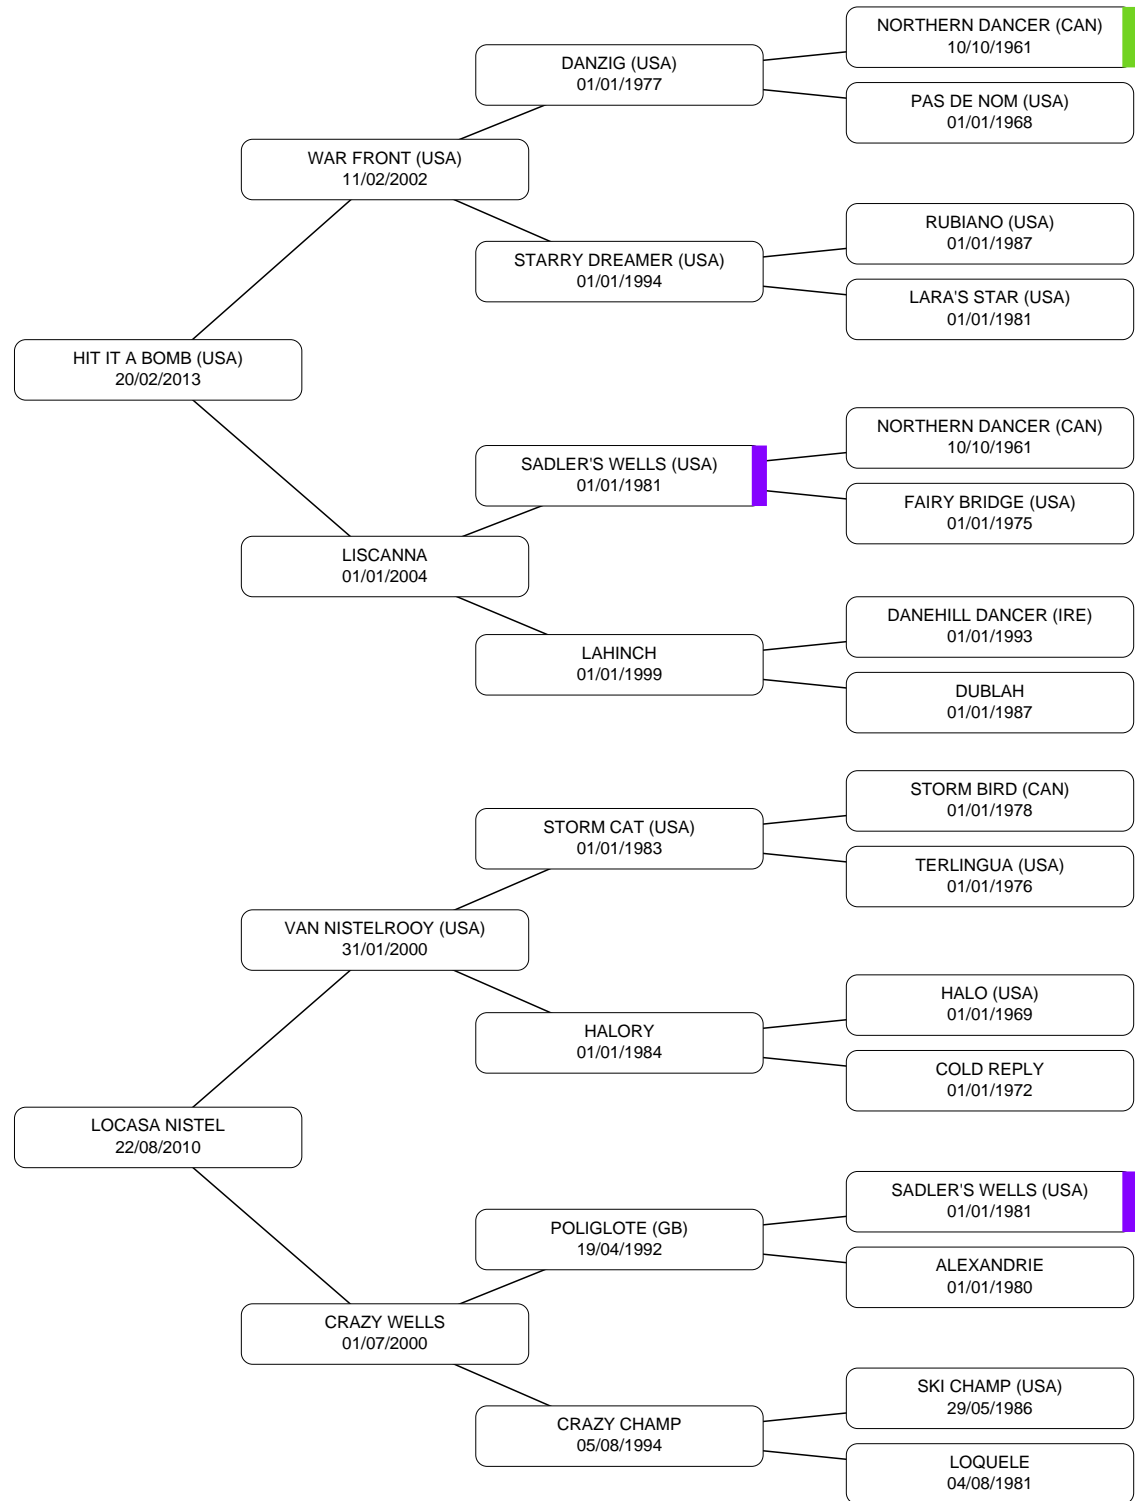 NORTHERN DANCER (CAN)
10/10/1961
DANZIG (USA)
01/01/1977
PAS DE NOM (USA)
01/01/1968
WAR FRONT (USA)
11/02/2002
RUBIANO (USA)
01/01/1987
STARRY DREAMER (USA)
01/01/1994
LARA'S STAR (USA)
01/01/1981
HIT IT A BOMB (USA)
20/02/2013
NORTHERN DANCER (CAN)
10/10/1961
SADLER'S WELLS (USA)
01/01/1981
FAIRY BRIDGE (USA)
01/01/1975
LISCANNA
01/01/2004
DANEHILL DANCER (IRE)
01/01/1993
LAHINCH
01/01/1999
DUBLAH
01/01/1987
STORM BIRD (CAN)
01/01/1978
STORM CAT (USA)
01/01/1983
TERLINGUA (USA)
01/01/1976
VAN NISTELROOY (USA)
31/01/2000
HALO (USA)
01/01/1969
HALORY
01/01/1984
COLD REPLY
01/01/1972
LOCASA NISTEL
22/08/2010
SADLER'S WELLS (USA)
01/01/1981
POLIGLOTE (GB)
19/04/1992
ALEXANDRIE
01/01/1980
CRAZY WELLS
01/07/2000
SKI CHAMP (USA)
29/05/1986
CRAZY CHAMP
05/08/1994
LOQUELE
04/08/1981